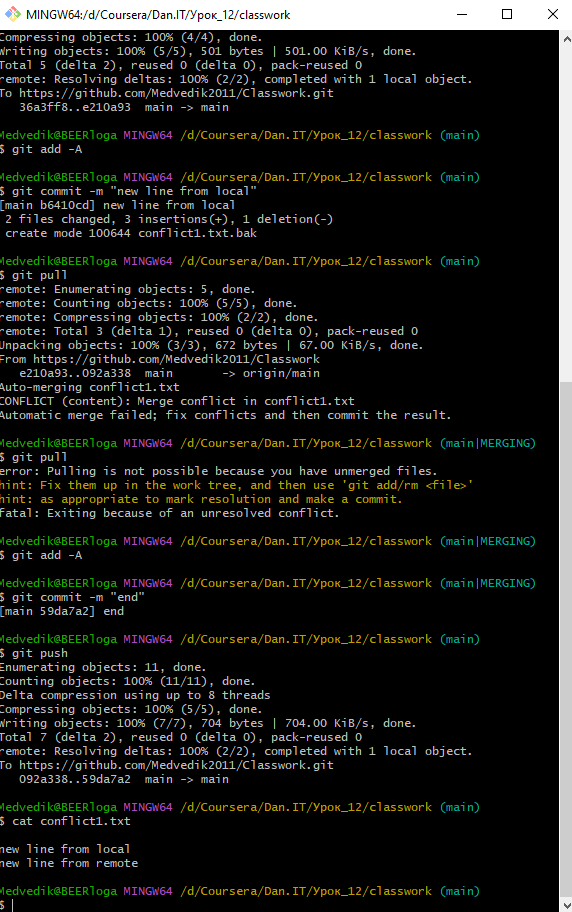 MINGW64:/d/Coursera/Dan.IT/Урок_12/classwork
Compressing objects: 100% (4/4), done.
Writing objects: 100% (5/5), 501 bytes | 501.00 KiB/s, done.
Total 5 (delta 2), reused 0 (delta 0), pack-reused 0
remote: Resolving deltas: 100% (2/2), completed with 1 local object.
To https://github.com/Medvedik2011/Classwork.git
   36a3ff8..e210a93  main -> main

Medvedik@BEERloga MINGW64 /d/Coursera/Dan.IT/Урок_12/classwork (main)
$ git add -A

Medvedik@BEERloga MINGW64 /d/Coursera/Dan.IT/Урок_12/classwork (main)
$ git commit -m "new line from local"
[main b6410cd] new line from local
 2 files changed, 3 insertions(+), 1 deletion(-)
 create mode 100644 conflict1.txt.bak

Medvedik@BEERloga MINGW64 /d/Coursera/Dan.IT/Урок_12/classwork (main)
$ git pull
remote: Enumerating objects: 5, done.
remote: Counting objects: 100% (5/5), done.
remote: Compressing objects: 100% (2/2), done.
remote: Total 3 (delta 1), reused 0 (delta 0), pack-reused 0
Unpacking objects: 100% (3/3), 672 bytes | 67.00 KiB/s, done.
From https://github.com/Medvedik2011/Classwork
   e210a93..092a338  main       -> origin/main
Auto-merging conflict1.txt
CONFLICT (content): Merge conflict in conflict1.txt
Automatic merge failed; fix conflicts and then commit the result.

Medvedik@BEERloga MINGW64 /d/Coursera/Dan.IT/Урок_12/classwork (main|MERGING)
$ git pull
error: Pulling is not possible because you have unmerged files.
hint: Fix them up in the work tree, and then use 'git add/rm <file>'
hint: as appropriate to mark resolution and make a commit.
fatal: Exiting because of an unresolved conflict.

Medvedik@BEERloga MINGW64 /d/Coursera/Dan.IT/Урок_12/classwork (main|MERGING)
$ git add -A

Medvedik@BEERloga MINGW64 /d/Coursera/Dan.IT/Урок_12/classwork (main|MERGING)
$ git commit -m "end"
[main 59da7a2] end

Medvedik@BEERloga MINGW64 /d/Coursera/Dan.IT/Урок_12/classwork (main)
$ git push
Enumerating objects: 11, done.
Counting objects: 100% (11/11), done.
Delta compression using up to 8 threads
Compressing objects: 100% (5/5), done.
Writing objects: 100% (7/7), 704 bytes | 704.00 KiB/s, done.
Total 7 (delta 2), reused 0 (delta 0), pack-reused 0
remote: Resolving deltas: 100% (2/2), completed with 1 local object.
To https://github.com/Medvedik2011/Classwork.git
   092a338..59da7a2  main -> main

Medvedik@BEERloga MINGW64 /d/Coursera/Dan.IT/Урок_12/classwork (main)
$ cat conflict1.txt

new line from local
new line from remote

Medvedik@BEERloga MINGW64 /d/Coursera/Dan.IT/Урок_12/classwork (main)
$